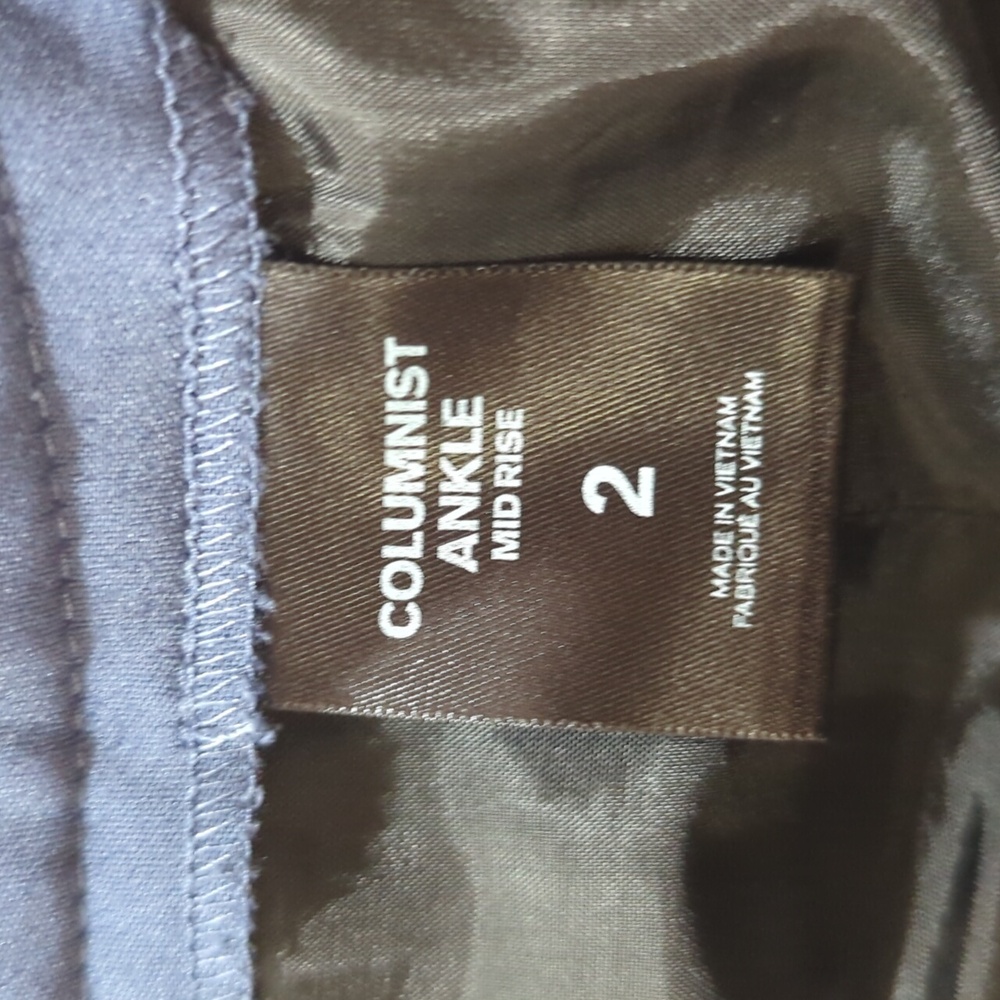 COLUMNIST
ANKLE
MID RISE
2
MADE IN VIETNAM
FABRIQUÉ AU VIETNAM